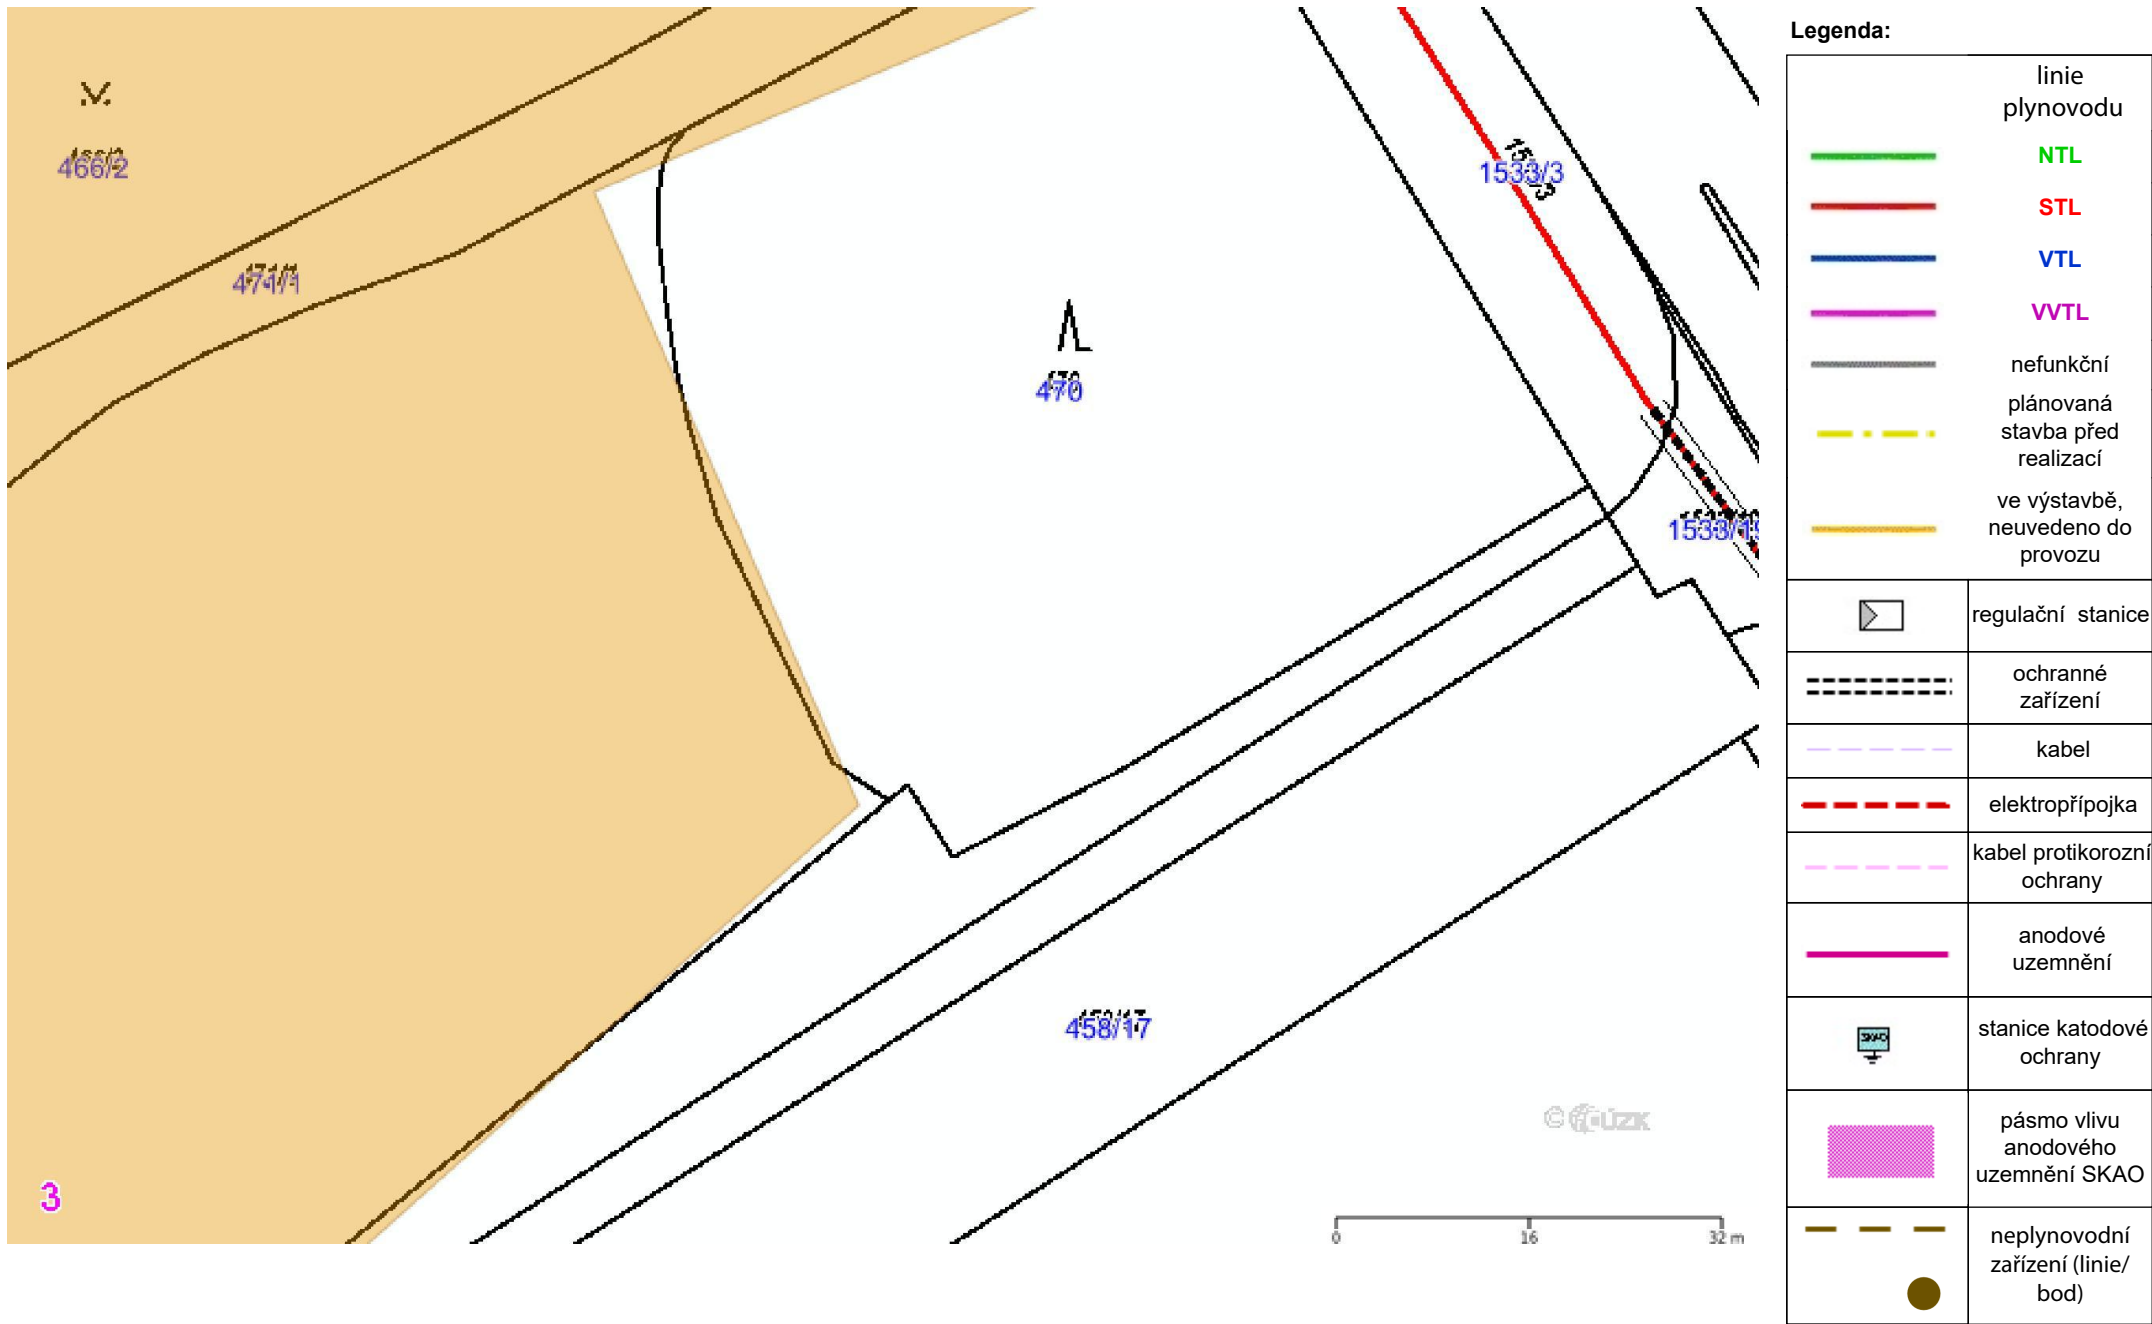 Legenda:
linie
plynovodu
NTL
STL
VTL
VVTL
nefunkční
plánovaná
stavba před
realizací
ve výstavbě,
neuvedeno do
provozu
regulační stanice
ochranné
zařízení
kabel
elektropřípojka
kabel protikorozní
ochrany
anodové
uzemnění
SKAO
stanice katodové
ochrany
pásmo vlivu
anodového
uzemnění SKAO
neplynovodní
zařízení (linie/
bod)
466/2
471/1
470
1533/3
458/17
3
© ČÚZK
0 16 32 m